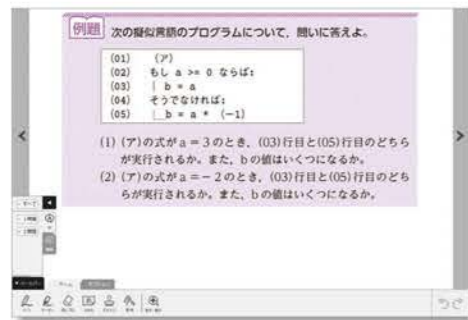 例題 次の擬似言語のプログラムについて，問いに答えよ。
(01) (ア)
(02) もし a >= 0 ならば:
(03) | b = a
(04) そうでなければ:
(05) |_b = a * (-1)
(1) (ア)の式がa＝3のとき，(03)行目と(05)行目のどちら
が実行されるか。また，bの値はいくつになるか。
(2) (ア)の式がa＝－2のとき，(03)行目と(05)行目のどち
らが実行されるか。また，bの値はいくつになるか。